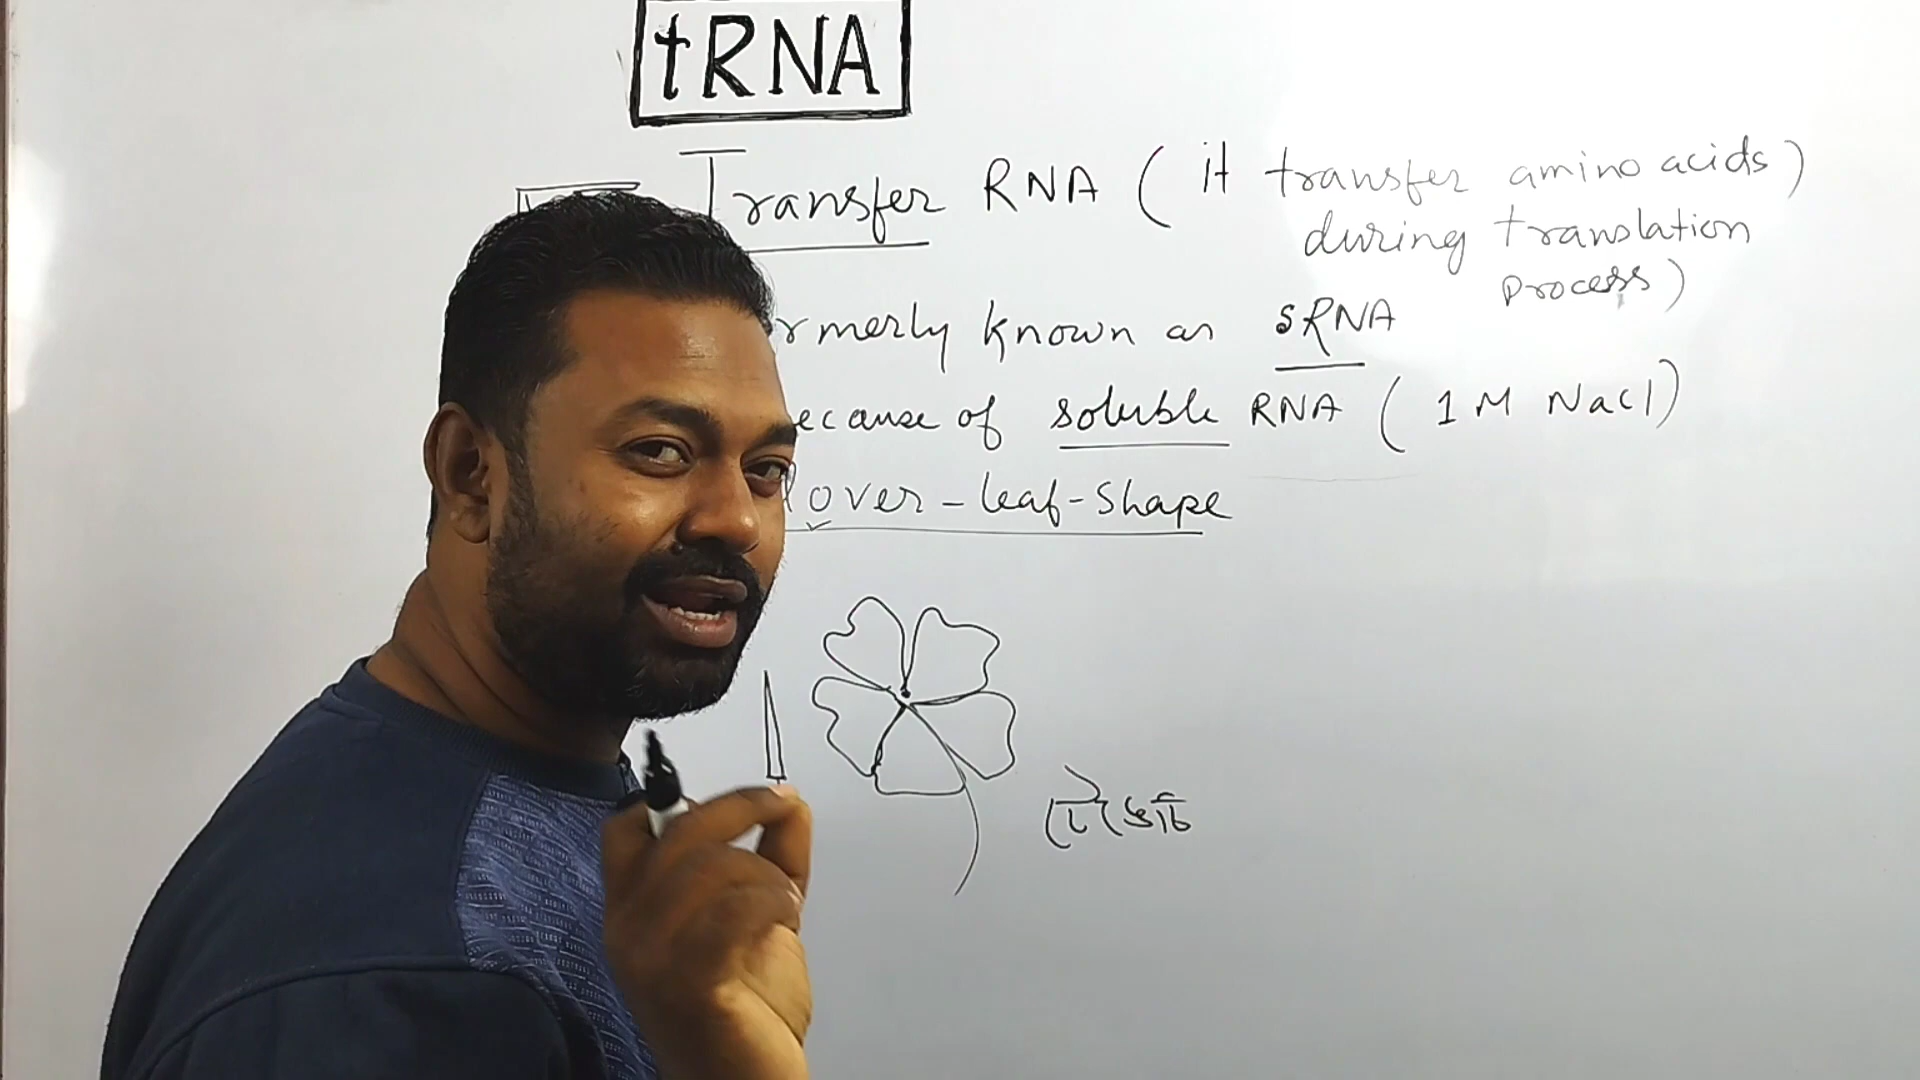 tRNA
Transfer RNA ( it transfer amino acids)
during translation
process)
rmerly known as sRNA
ecause of soluble RNA ( 1 M NaCl)
lover-leaf-shape